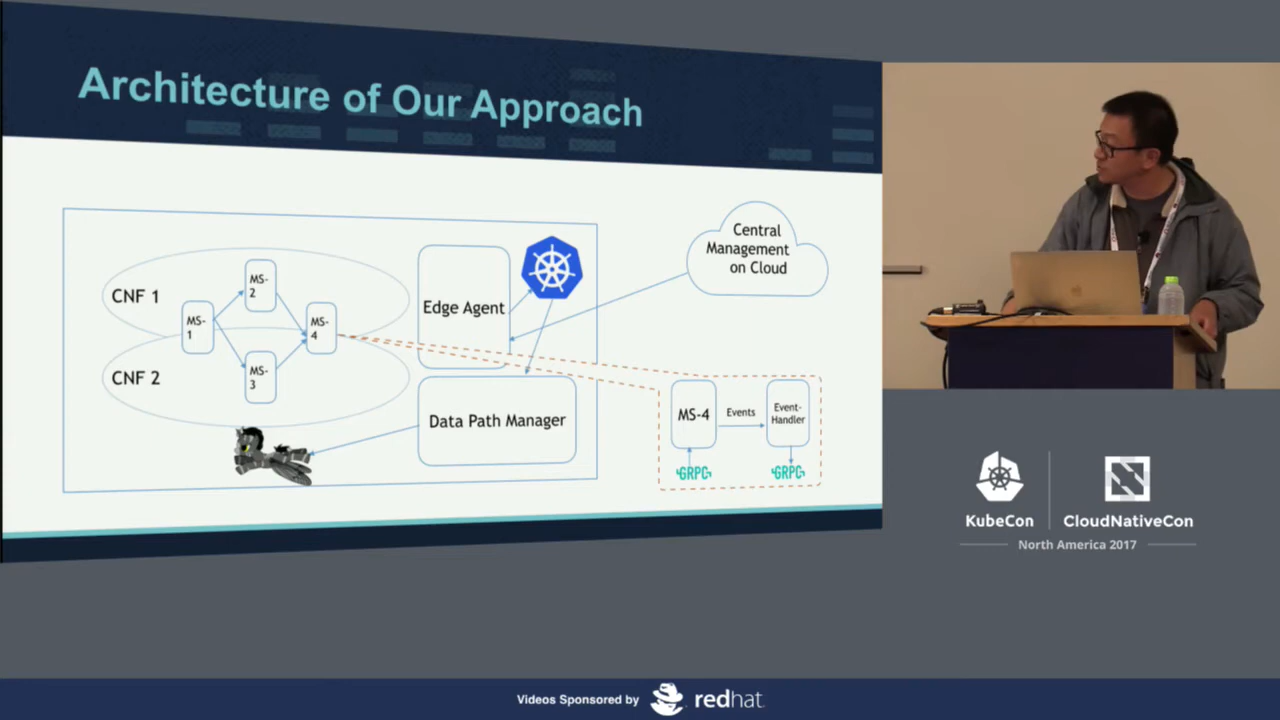 Architecture of Our Approach
CNF 1
CNF 2
MS-
1
MS-
2
MS-
3
MS-
4
Edge Agent
Data Path Manager
Central
Management
on Cloud
MS-4
Events
Event-
Handler
GRPC
GRPC
KubeCon
CloudNativeCon
North America 2017
Videos Sponsored by
redhat.